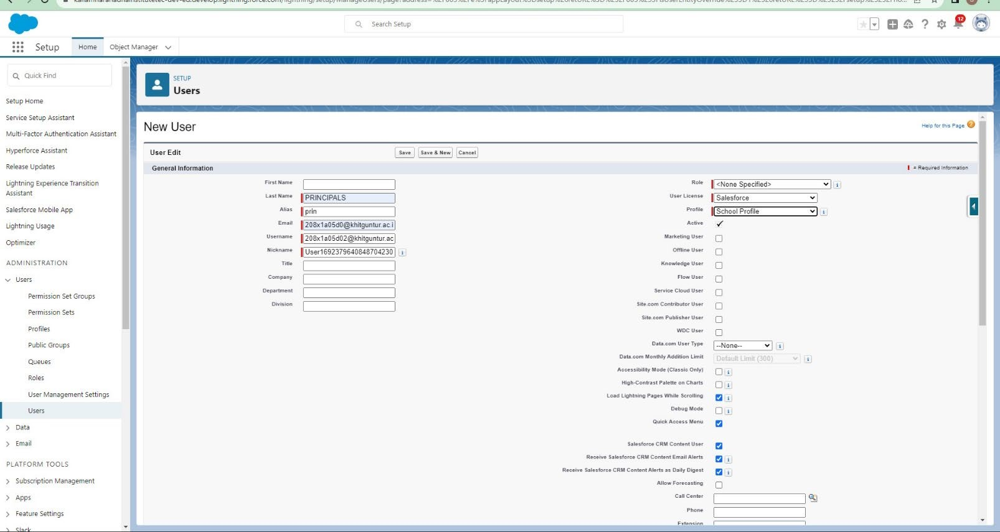 Search Setup
12
Setup
Home
Object Manager
Quick Find
Setup Home
Service Setup Assistant
Multi-Factor Authentication Assistant
Hyperforce Assistant
Release Updates
Lightning Experience Transition
Assistant
Salesforce Mobile App
Lightning Usage
Optimizer
ADMINISTRATION
Users
Permission Set Groups
Permission Sets
Profiles
Public Groups
Queues
Roles
User Management Settings
Users
Data
Email
PLATFORM TOOLS
Subscription Management
Apps
Feature Settings
Slack
SETUP
Users
New User
Help for this Page
User Edit
Save
Save & New
Cancel
General Information
= Required Information
First Name
Last Name PRINCIPALS
Alias prin
Email 208x1a05d0@khitguntur.ac.i
Username 208x1a05d02@khitguntur.ac
Nickname User1692379640848704230
Title
Company
Department
Division
Role <None Specified>
User License Salesforce
Profile School Profile
Active
Marketing User
Offline User
Knowledge User
Flow User
Service Cloud User
Site.com Contributor User
Site.com Publisher User
WDC User
Data.com User Type --None--
Data.com Monthly Addition Limit Default Limit (300)
Accessibility Mode (Classic Only)
High-Contrast Palette on Charts
Load Lightning Pages While Scrolling
Debug Mode
Quick Access Menu
Salesforce CRM Content User
Receive Salesforce CRM Content Email Alerts
Receive Salesforce CRM Content Alerts as Daily Digest
Allow Forecasting
Call Center
Phone
Extension